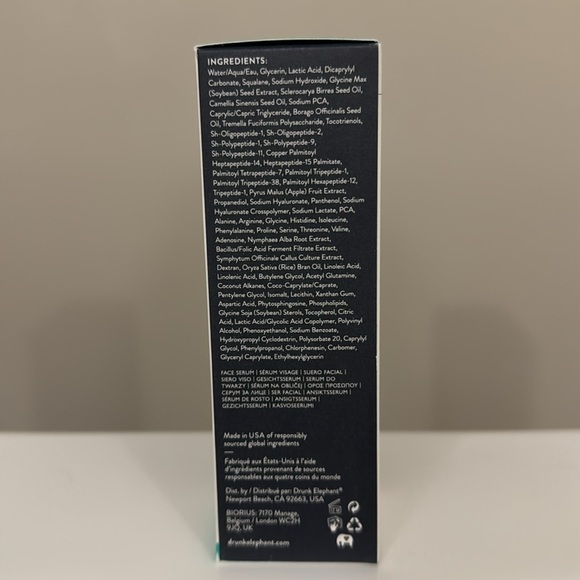 INGREDIENTS:
Water/Aqua/Eau, Glycerin, Lactic Acid, Dicaprylyl
Carbonate, Squalane, Sodium Hydroxide, Glycine Max
(Soybean) Seed Extract, Sclerocarya Birrea Seed Oil,
Camellia Sinensis Seed Oil, Sodium PCA,
Caprylic/Capric Triglyceride, Borago Officinalis Seed
Oil, Tremella Fuciformis Polysaccharide, Tocotrienols,
Sh-Oligopeptide-1, Sh-Oligopeptide-2,
Sh-Polypeptide-1, Sh-Polypeptide-9,
Sh-Polypeptide-11, Copper Palmitoyl
Heptapeptide-14, Heptapeptide-15 Palmitate,
Palmitoyl Tetrapeptide-7, Palmitoyl Tripeptide-1,
Palmitoyl Tripeptide-38, Palmitoyl Hexapeptide-12,
Tripeptide-1, Pyrus Malus (Apple) Fruit Extract,
Propanediol, Sodium Hyaluronate, Panthenol, Sodium
Hyaluronate Crosspolymer, Sodium Lactate, PCA,
Alanine, Arginine, Glycine, Histidine, Isoleucine,
Phenylalanine, Proline, Serine, Threonine, Valine,
Adenosine, Nymphaea Alba Root Extract,
Bacillus/Folic Acid Ferment Filtrate Extract,
Symphytum Officinale Callus Culture Extract,
Dextran, Oryza Sativa (Rice) Bran Oil, Linoleic Acid,
Linolenic Acid, Butylene Glycol, Acetyl Glutamine,
Coconut Alkanes, Coco-Caprylate/Caprate,
Pentylene Glycol, Isomalt, Lecithin, Xanthan Gum,
Aspartic Acid, Phytosphingosine, Phospholipids,
Glycine Soja (Soybean) Sterols, Tocopherol, Citric
Acid, Lactic Acid/Glycolic Acid Copolymer, Polyvinyl
Alcohol, Phenoxyethanol, Sodium Benzoate,
Hydroxypropyl Cyclodextrin, Polysorbate 20, Caprylyl
Glycol, Phenylpropanol, Chlorphenesin, Carbomer,
Glyceryl Caprylate, Ethylhexylglycerin
FACE SERUM | SÉRUM VISAGE | SUERO FACIAL |
SIERO VISO | GESICHTSSERUM | SERUM DO
TWARZY | SÉRUM NA OBLIČEJ | ΟΡΟΣ ΠΡΟΣΩΠΟΥ |
СЕРУМ ЗА ЛИЦЕ | SER FACIAL | ANSIKTSSERUM |
SÉRUM DE ROSTO | ANSIGTSSERUM |
GEZICHTSSERUM | KASVOSEERUMI
Made in USA of responsibly
sourced global ingredients
Fabriqué aux États-Unis à l'aide
d'ingrédients provenant de sources
responsables aux quatre coins du monde
Dist. by / Distribué par: Drunk Elephant®
Newport Beach, CA 92663, USA
BIORIUS: 7170 Manage,
Belgium / London WC2H
9JQ, UK
drunkelephant.com